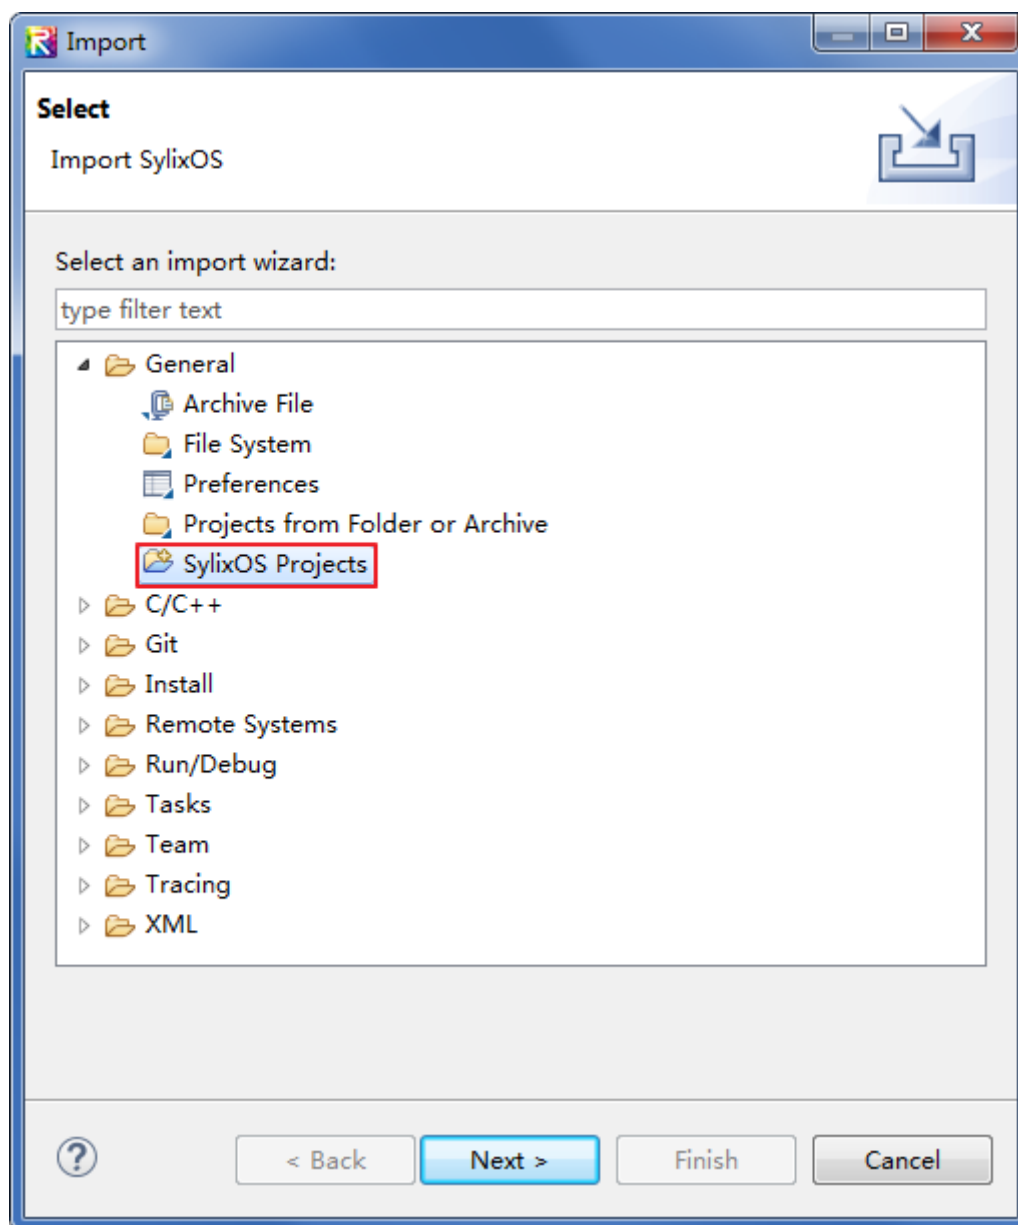 Import
Select
Import SylixOS
Select an import wizard:
type filter text
General
Archive File
File System
Preferences
Projects from Folder or Archive
SylixOS Projects
C/C++
Git
Install
Remote Systems
Run/Debug
Tasks
Team
Tracing
XML
? < Back Next > Finish Cancel